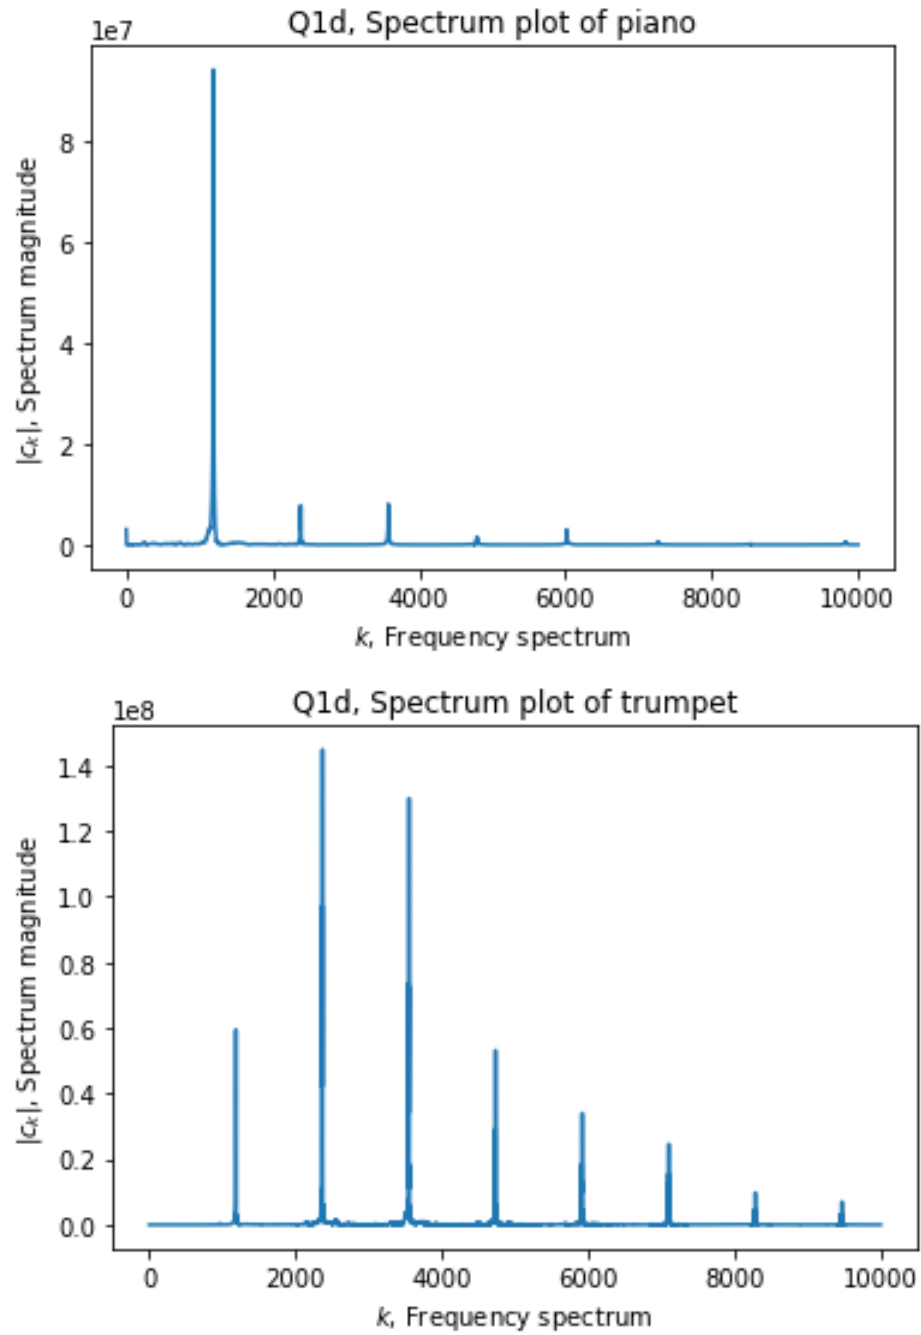 Q1d, Spectrum plot of piano
1e7
8
6
4
2
0
|c_k|, Spectrum magnitude
0 2000 4000 6000 8000 10000
k, Frequency spectrum
Q1d, Spectrum plot of trumpet
1e8
1.4
1.2
1.0
0.8
0.6
0.4
0.2
0.0
|c_k|, Spectrum magnitude
0 2000 4000 6000 8000 10000
k, Frequency spectrum